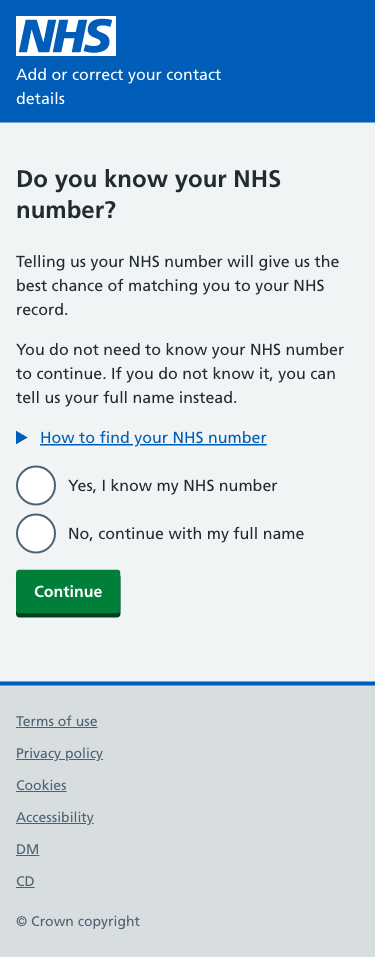 NHS
Add or correct your contact
details
Do you know your NHS
number?
Telling us your NHS number will give us the
best chance of matching you to your NHS
record.
You do not need to know your NHS number
to continue. If you do not know it, you can
tell us your full name instead.
How to find your NHS number
Yes, I know my NHS number
No, continue with my full name
Continue
Terms of use
Privacy policy
Cookies
Accessibility
DM
CD
© Crown copyright